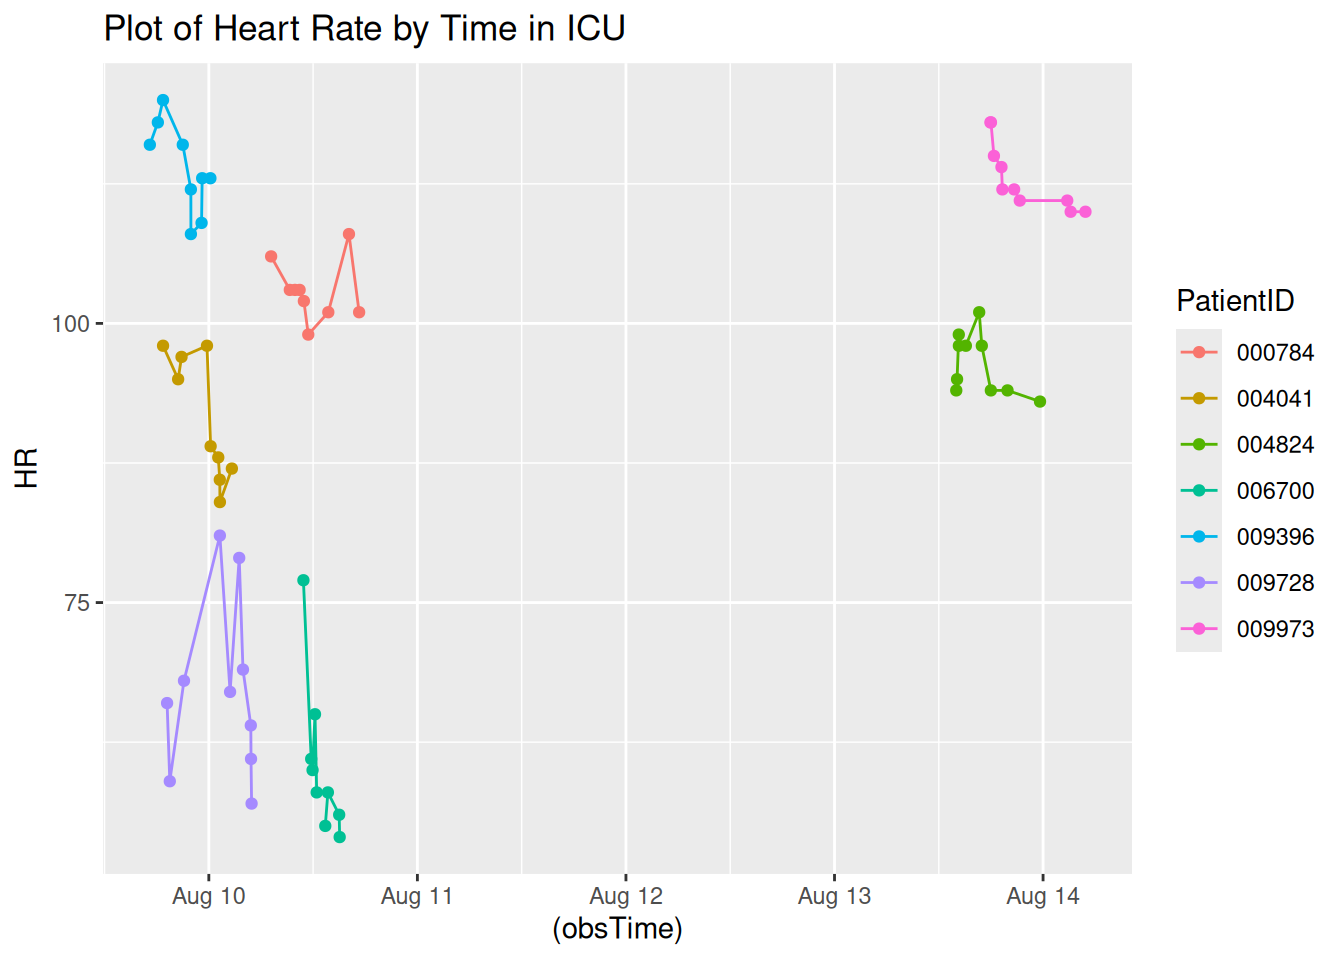 Plot of Heart Rate by Time in ICU
HR
100
75
Aug 10
Aug 11
Aug 12
Aug 13
Aug 14
(obsTime)
PatientID
000784
004041
004824
006700
009396
009728
009973